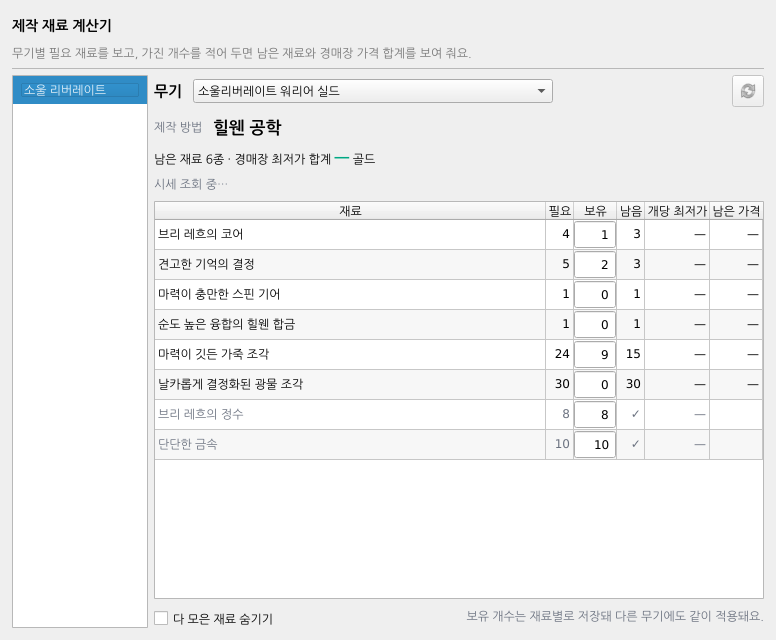 제작 재료 계산기
무기별 필요 재료를 보고, 가진 개수를 적어 두면 남은 재료와 경매장 가격 합계를 보여 줘요.
소울 리버레이트
무기 소울리버레이트 워리어 실드
제작 방법 힐웬 공학
남은 재료 6종 · 경매장 최저가 합계 — 골드
시세 조회 중…
재료 필요 보유 남음 개당 최저가 남은 가격
브리 레흐의 코어 4 1 3 — —
견고한 기억의 결정 5 2 3 — —
마력이 충만한 스핀 기어 1 0 1 — —
순도 높은 융합의 힐웬 합금 1 0 1 — —
마력이 깃든 가죽 조각 24 9 15 — —
날카롭게 결정화된 광물 조각 30 0 30 — —
브리 레흐의 정수 8 8 ✓ —
단단한 금속 10 10 ✓ —
다 모은 재료 숨기기
보유 개수는 재료별로 저장돼 다른 무기에도 같이 적용돼요.